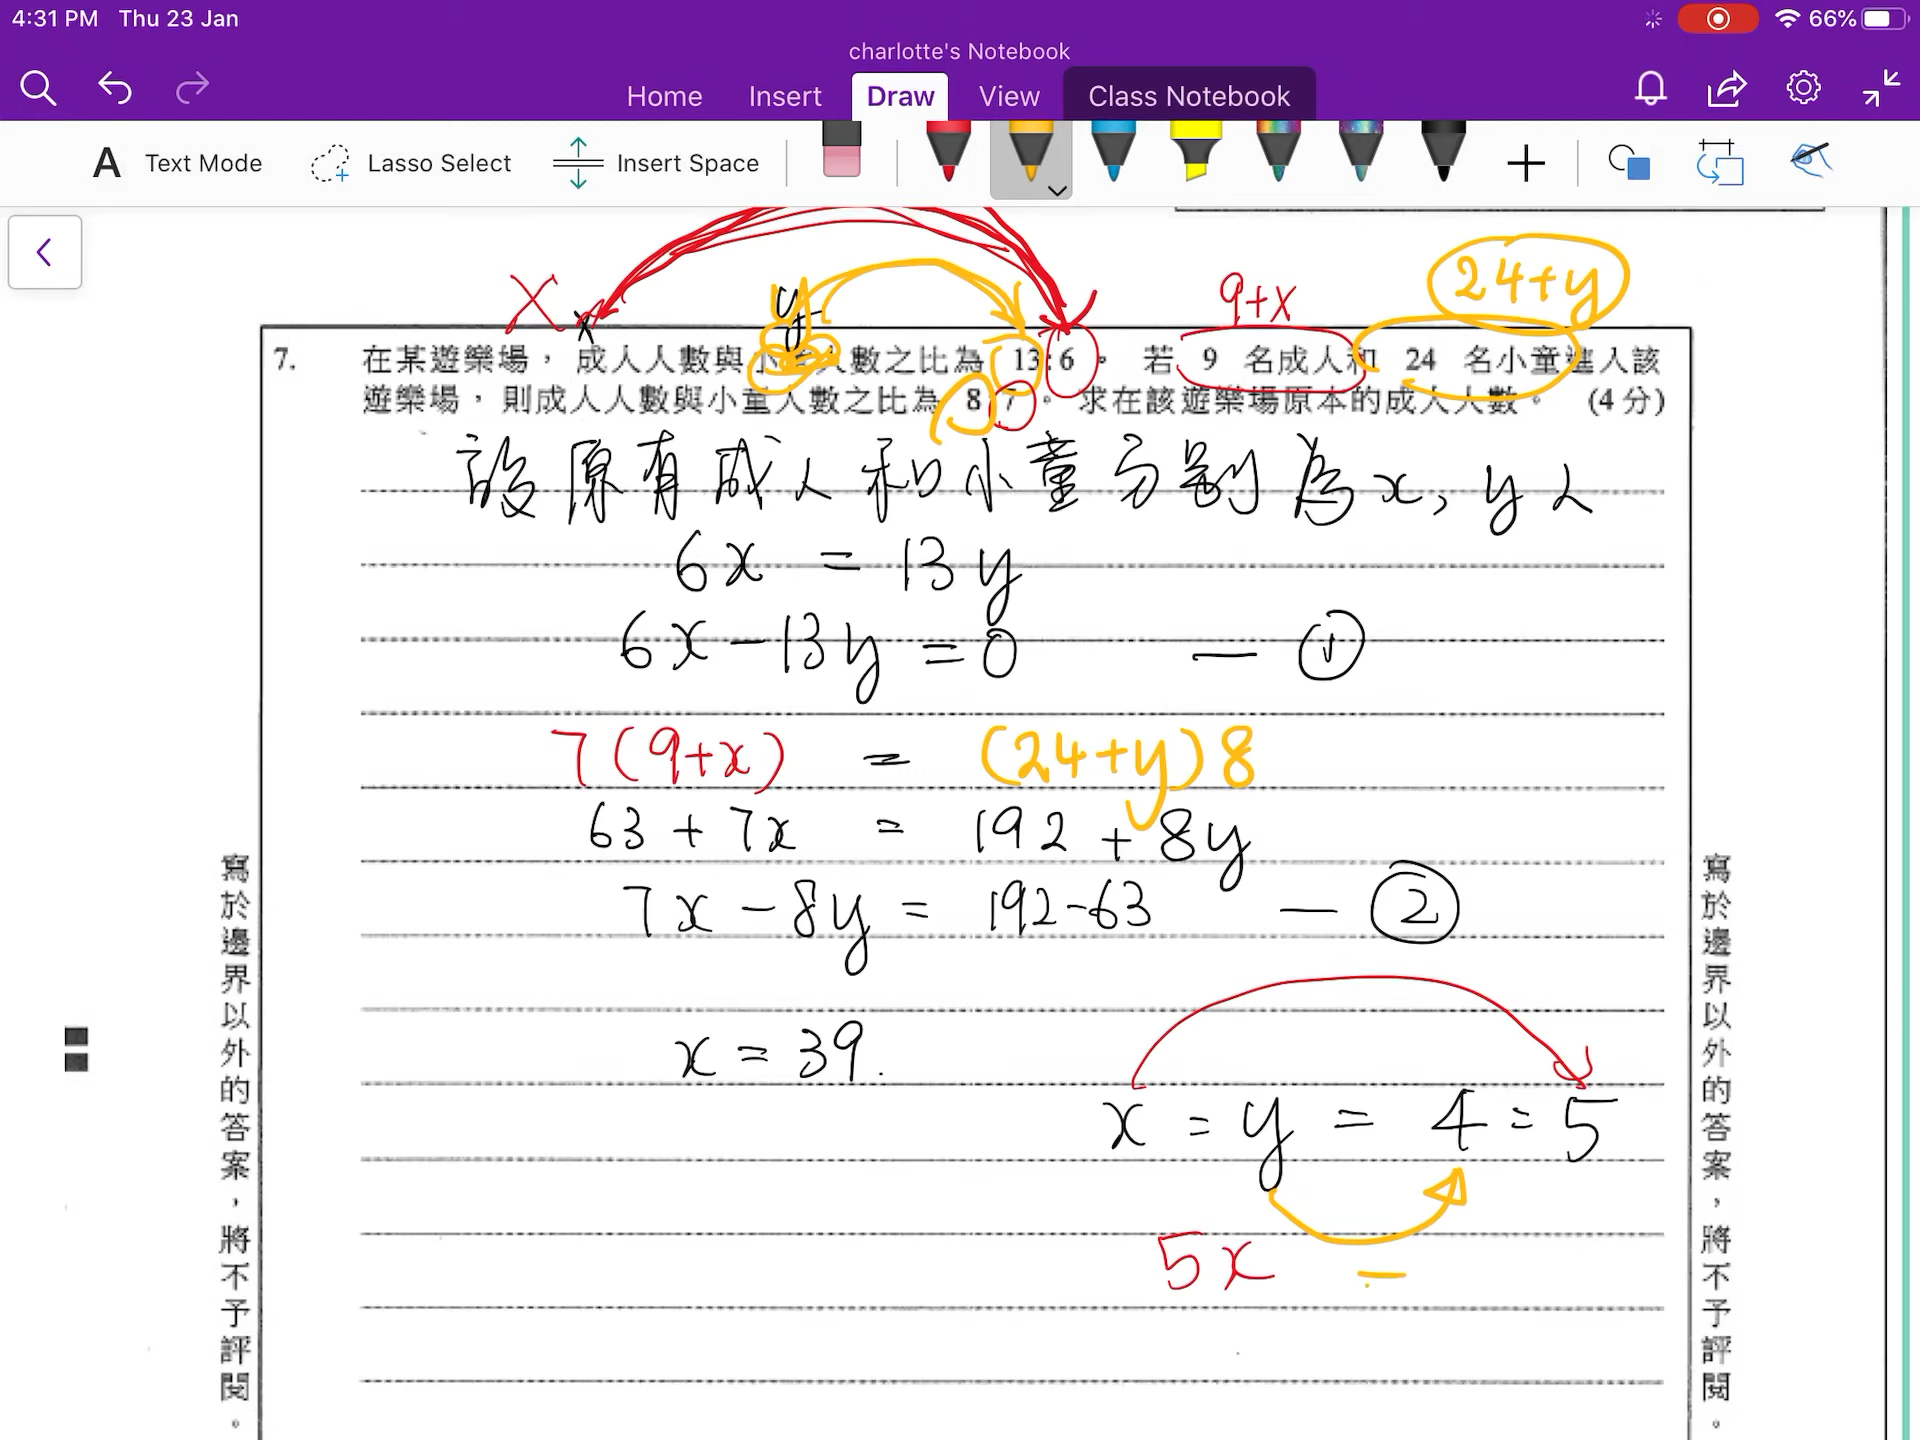 4:31 PM Thu 23 Jan
66%
charlotte's Notebook
Home Insert Draw View Class Notebook
A Text Mode Lasso Select Insert Space
x x y 9+x 24+y
7. 在某遊樂場，成人人數與小童人數之比為 13:6。若 9 名成人和 24 名小童進入該
遊樂場，則成人人數與小童人數之比為 8:7。求在該遊樂場原本的成人人數。 (4 分)
設原有成人和小童分別為x, y人
6x = 13y
6x - 13y = 0 — ①
7(9+x) = (24+y)8
63 + 7x = 192 + 8y
7x - 8y = 192-63 — ②
x = 39.
x : y = 4 : 5
5x =
寫於邊界以外的答案，將不予評閱。
寫於邊界以外的答案，將不予評閱。